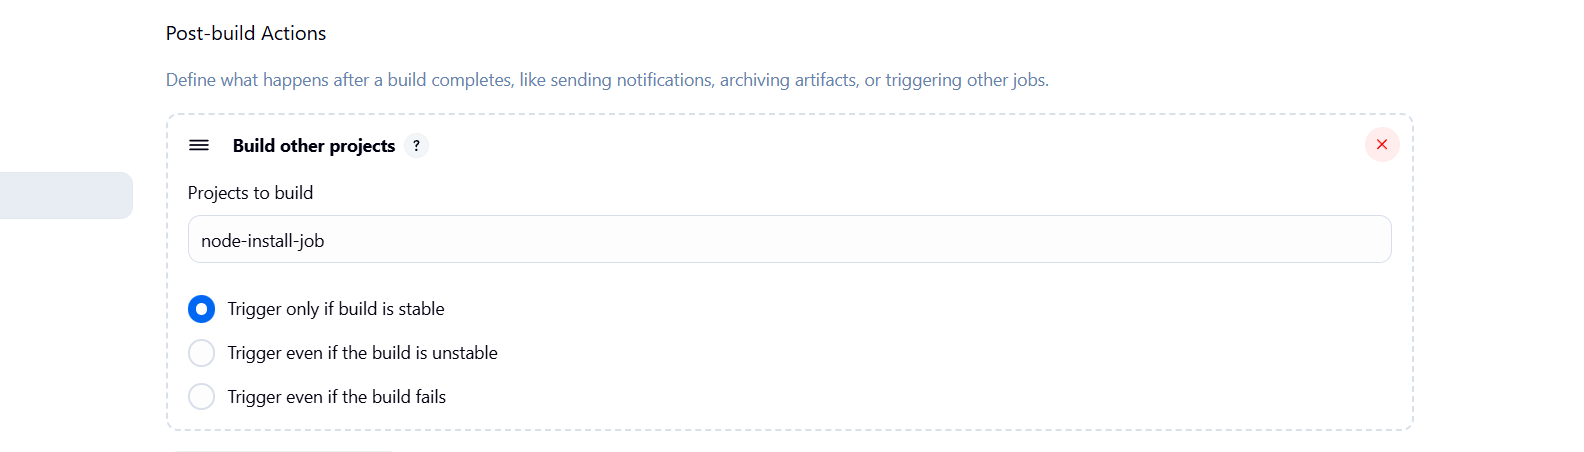 Post-build Actions
Define what happens after a build completes, like sending notifications, archiving artifacts, or triggering other jobs.
Build other projects ?
Projects to build
node-install-job
Trigger only if build is stable
Trigger even if the build is unstable
Trigger even if the build fails